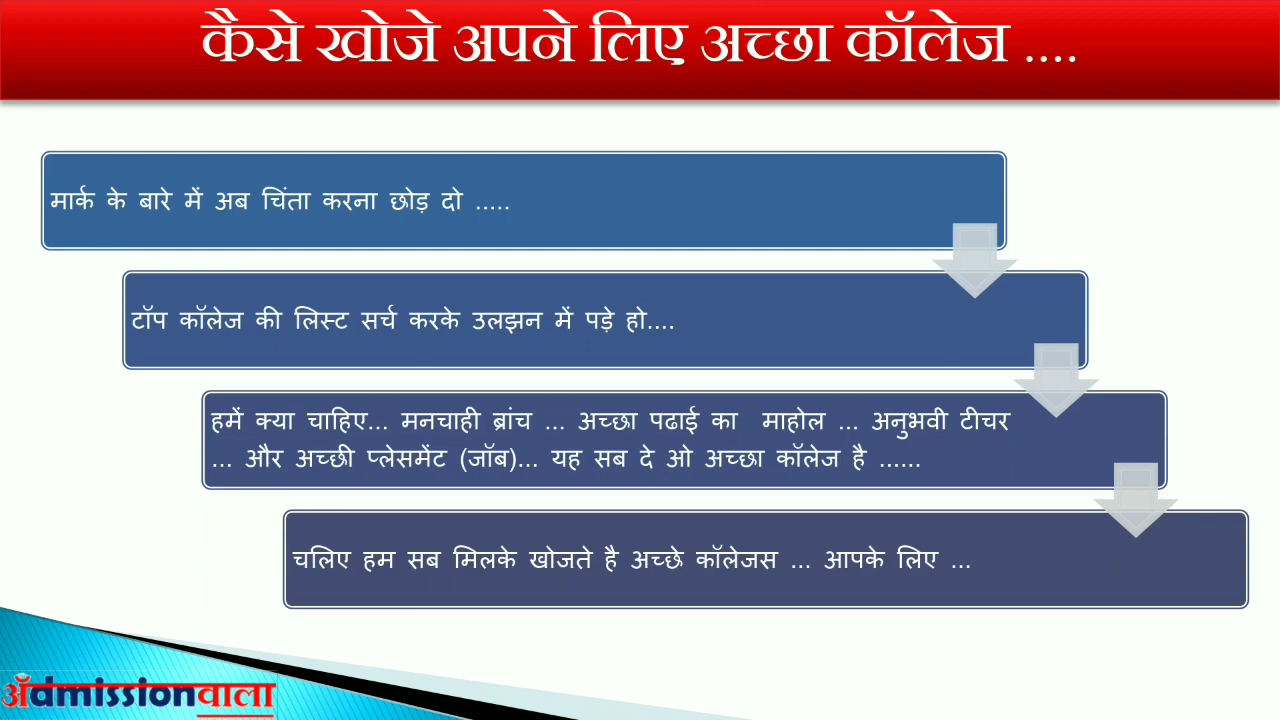 कैसे खोजे अपने लिए अच्छा कॉलेज ....
मार्क के बारे में अब चिंता करना छोड़ दो .....
टॉप कॉलेज की लिस्ट सर्च करके उलझन में पड़े हो....
हमें क्या चाहिए... मनचाही ब्रांच ... अच्छा पढाई का माहोल ... अनुभवी टीचर
... और अच्छी प्लेसमेंट (जॉब)... यह सब दे ओ अच्छा कॉलेज है ......
चलिए हम सब मिलके खोजते है अच्छे कॉलेजस ... आपके लिए ...
ॲdmissionवाला